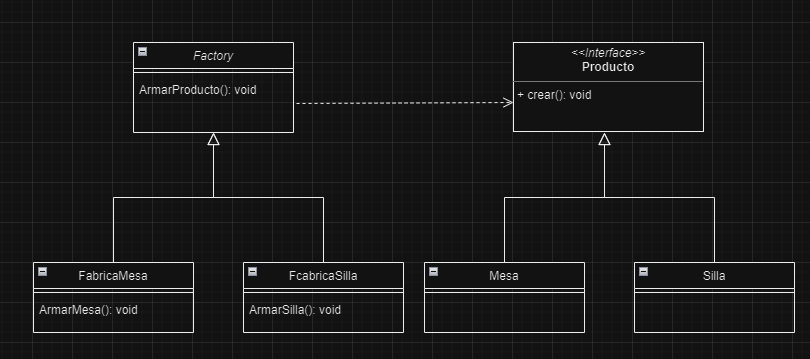 Factory
ArmarProducto(): void
<<Interface>>
Producto
+ crear(): void
FabricaMesa
ArmarMesa(): void
FcabricaSilla
ArmarSilla(): void
Mesa
Silla